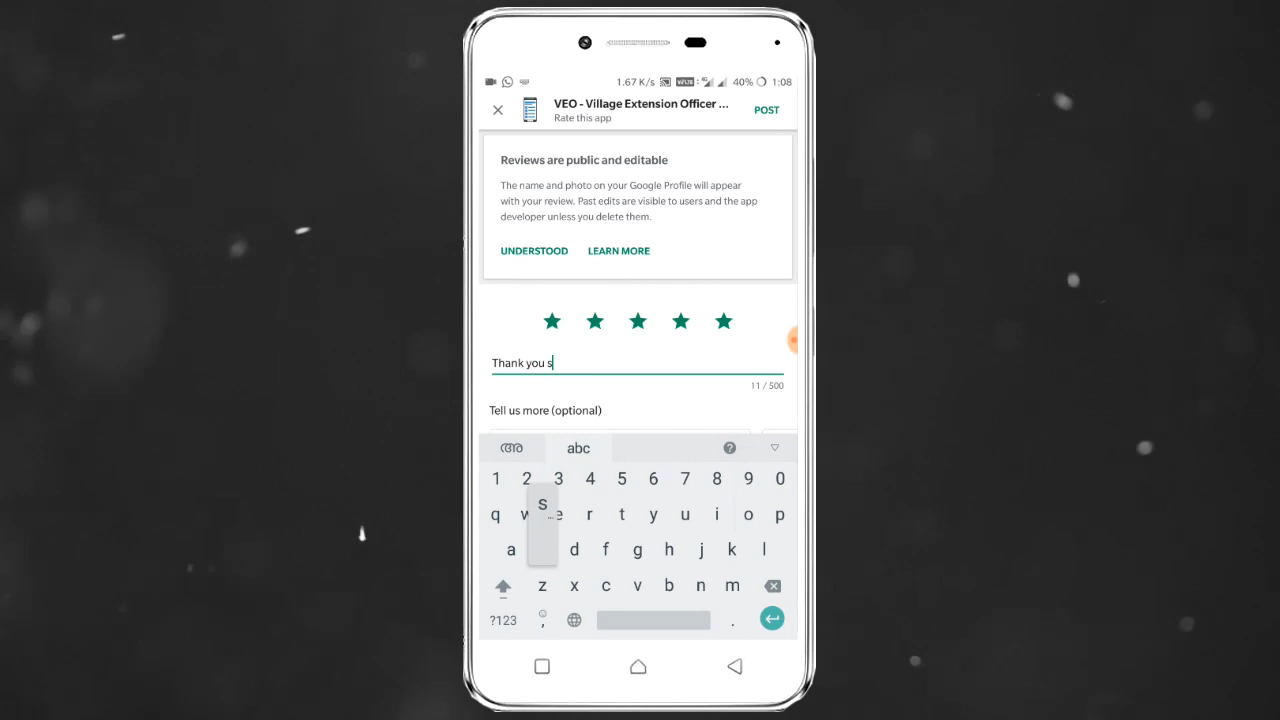 1.67 K/s VoLTE 4G 40% 1:08
VEO - Village Extension Officer ...
Rate this app
POST
Reviews are public and editable
The name and photo on your Google Profile will appear
with your review. Past edits are visible to users and the app
developer unless you delete them.
UNDERSTOOD LEARN MORE
Thank you s
11 / 500
Tell us more (optional)
അ abc
1 2 3 4 5 6 7 8 9 0
q w e r t y u i o p
s
...
a d f g h j k l
z x c v b n m
?123 , .